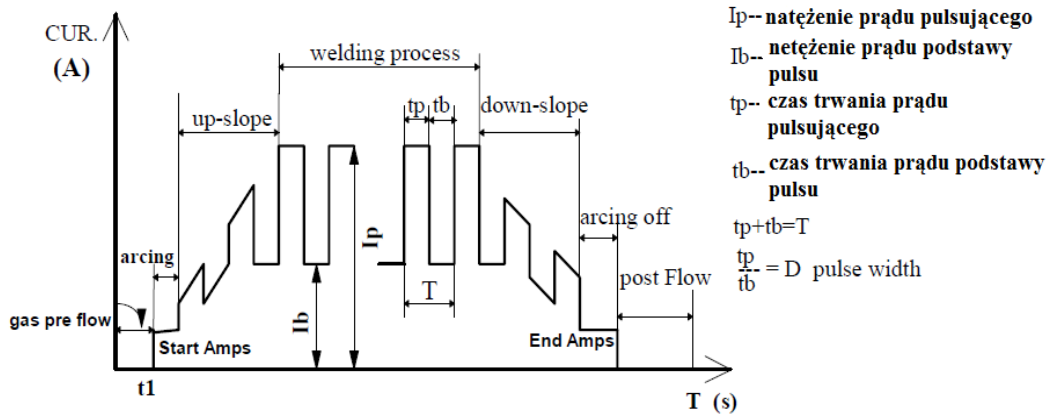 CUR.
(A)
welding process
tp tb
up-slope
down-slope
arcing
arcing off
Ip
Ib
T
post Flow
gas pre flow
Start Amps
End Amps
t1
T (s)
Ip-- natężenie prądu pulsującego
Ib-- netężenie prądu podstawy
pulsu
tp-- czas trwania prądu
pulsującego
tb-- czas trwania prądu podstawy
pulsu
tp+tb=T
tp
--- = D pulse width
tb